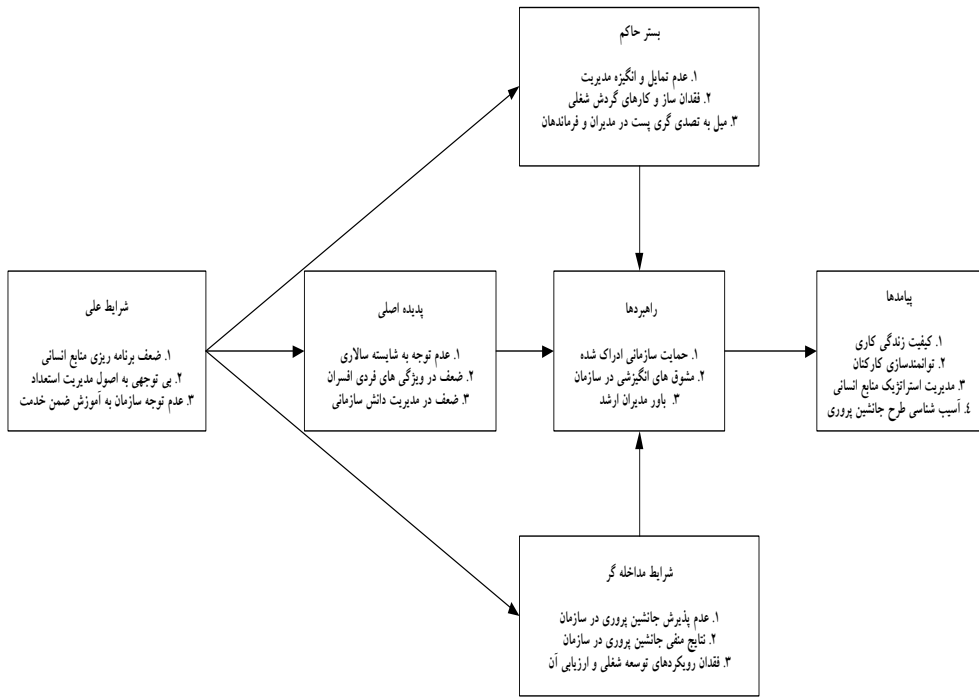 بستر حاکم
۱. عدم تمایل و انگیزه مدیریت
۲. فقدان ساز و کارهای گردش شغلی
۳. میل به تصدی گری پست در مدیران و فرماندهان
شرایط علی
۱. ضعف برنامه ریزی منابع انسانی
۲. بی توجهی به اصول مدیریت استعداد
۳. عدم توجه سازمان به آموزش ضمن خدمت
پدیده اصلی
۱. عدم توجه به شایسته سالاری
۲. ضعف در ویژگی های فردی افسران
۳. ضعف در مدیریت دانش سازمانی
راهبردها
۱. حمایت سازمانی ادراک شده
۲. مشوق های انگیزشی در سازمان
۳. باور مدیران ارشد
پیامدها
۱. کیفیت زندگی کاری
۲. توانمندسازی کارکنان
۳. مدیریت استراتژیک منابع انسانی
٤. آسیب شناسی طرح جانشین پروری
شرایط مداخله گر
۱. عدم پذیرش جانشین پروری در سازمان
۲. نتایج منفی جانشین پروری در سازمان
۳. فقدان رویکردهای توسعه شغلی و ارزیابی آن